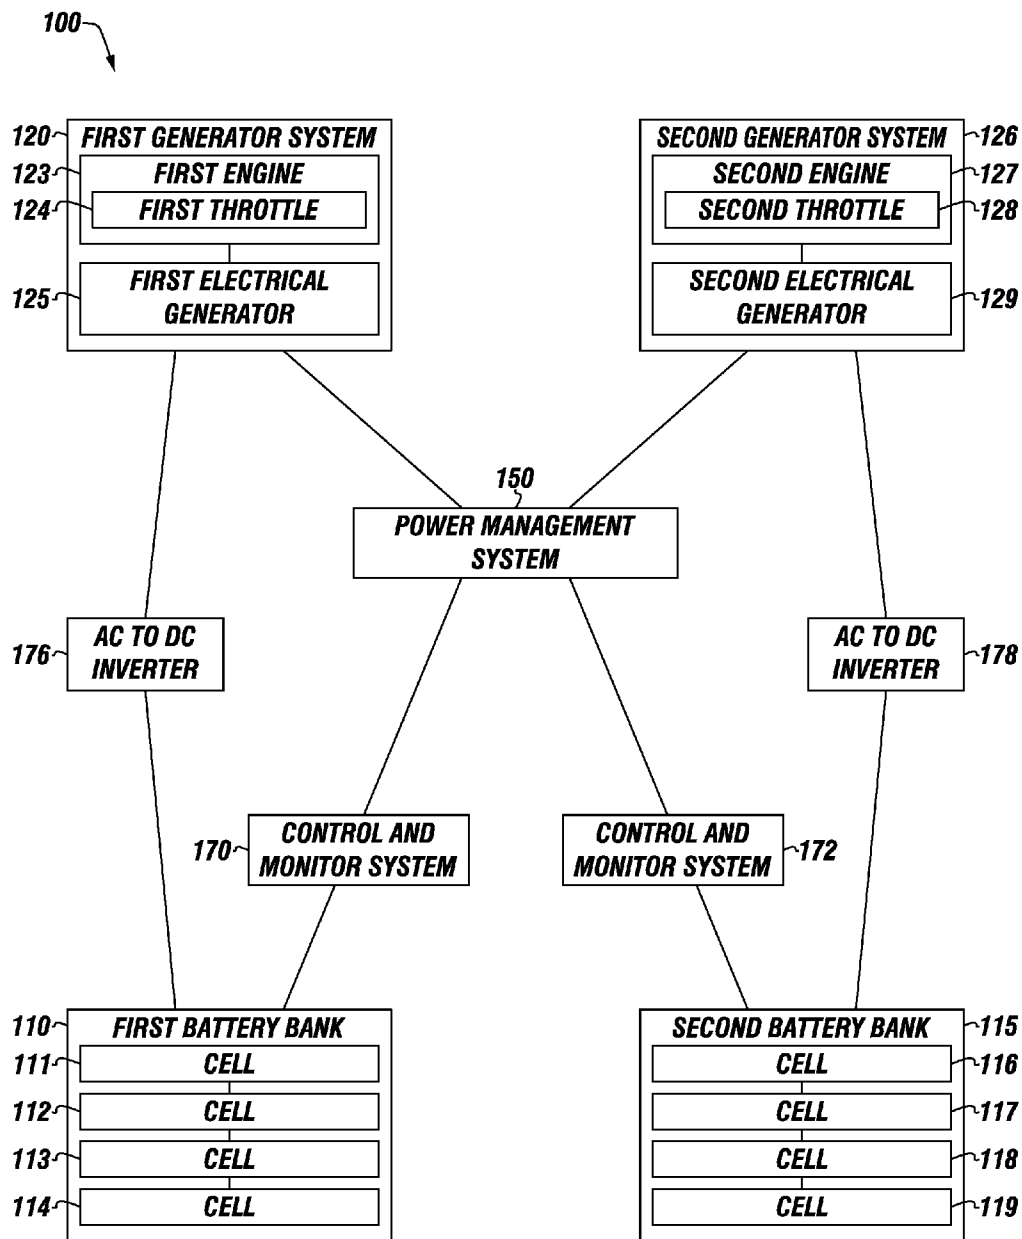 100
120 FIRST GENERATOR SYSTEM
123 FIRST ENGINE
124 FIRST THROTTLE
125 FIRST ELECTRICAL
GENERATOR
SECOND GENERATOR SYSTEM 126
SECOND ENGINE 127
SECOND THROTTLE 128
SECOND ELECTRICAL
GENERATOR 129
150
POWER MANAGEMENT
SYSTEM
176 AC TO DC
INVERTER
AC TO DC
INVERTER 178
170 CONTROL AND
MONITOR SYSTEM
CONTROL AND
MONITOR SYSTEM 172
110 FIRST BATTERY BANK
111 CELL
112 CELL
113 CELL
114 CELL
SECOND BATTERY BANK 115
CELL 116
CELL 117
CELL 118
CELL 119